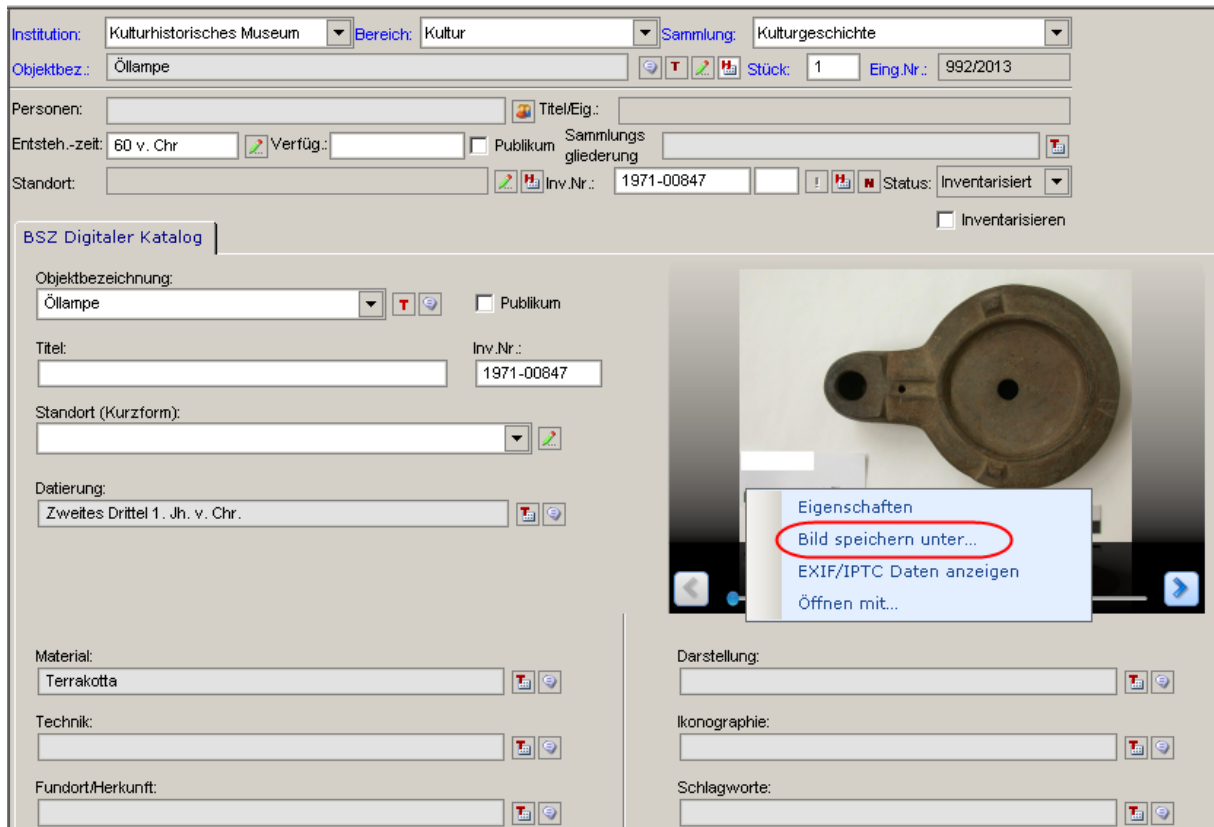 Institution: Kulturhistorisches Museum Bereich: Kultur Sammlung: Kulturgeschichte
Objektbez.: Öllampe T H Stück: 1 Eing.Nr.: 992/2013
Personen: Titel/Eig.:
Entsteh.-zeit: 60 v. Chr Verfüg.: Publikum Sammlungs
gliederung T
Standort: H Inv.Nr.: 1971-00847 ! H N Status: Inventarisiert
Inventarisieren
BSZ Digitaler Katalog
Objektbezeichnung:
Öllampe T Publikum
Titel: Inv.Nr.:
1971-00847
Standort (Kurzform):
Datierung:
Zweites Drittel 1. Jh. v. Chr. T
Eigenschaften
Bild speichern unter...
EXIF/IPTC Daten anzeigen
Öffnen mit...
Material: Darstellung:
Terrakotta T T
Technik: Ikonographie:
T T
Fundort/Herkunft: Schlagworte:
T T